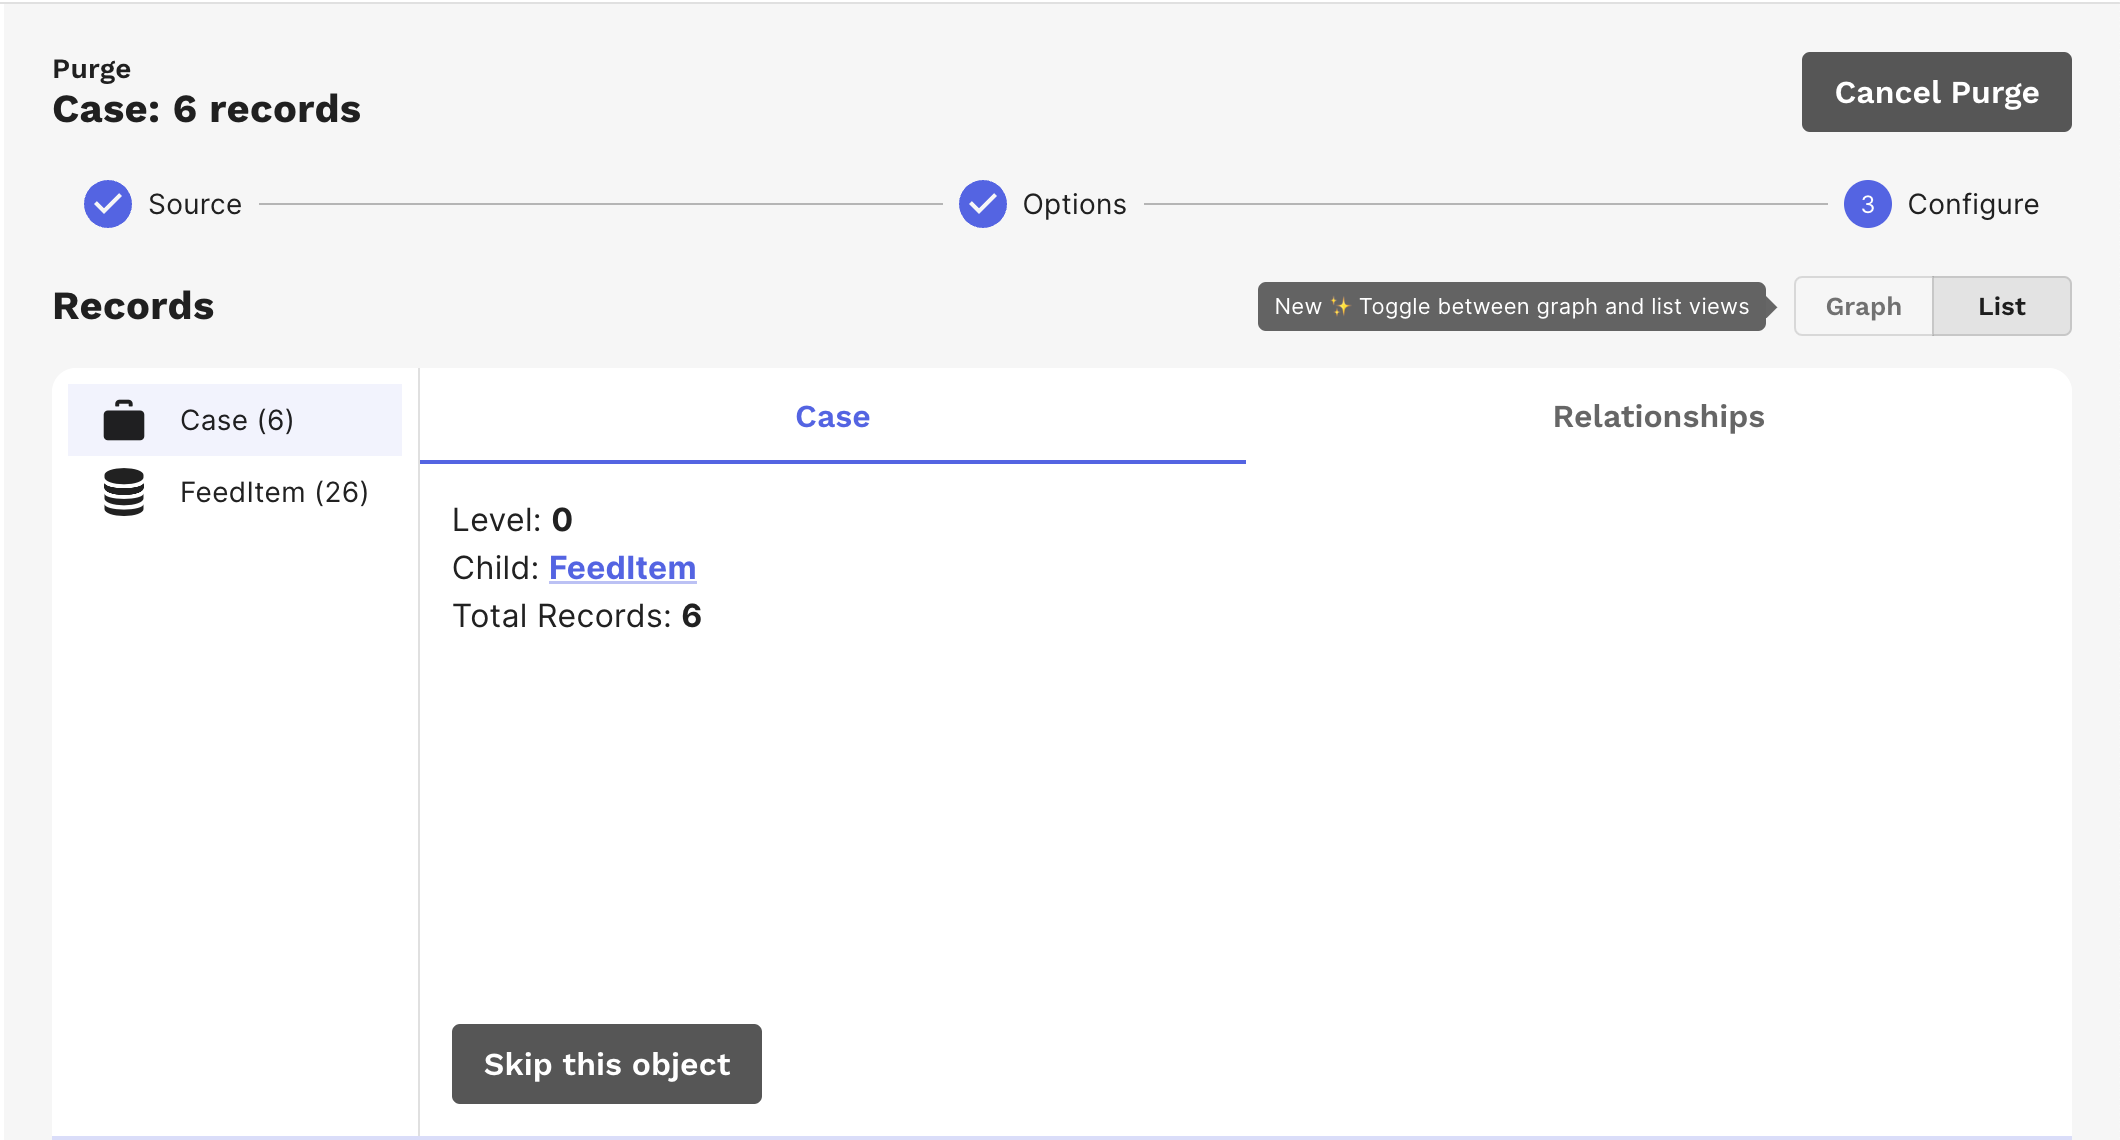 Purge
Case: 6 records
Cancel Purge
Source
Options
3 Configure
Records
New ✨ Toggle between graph and list views
Graph
List
Case (6)
FeedItem (26)
Case
Relationships
Level: 0
Child: FeedItem
Total Records: 6
Skip this object